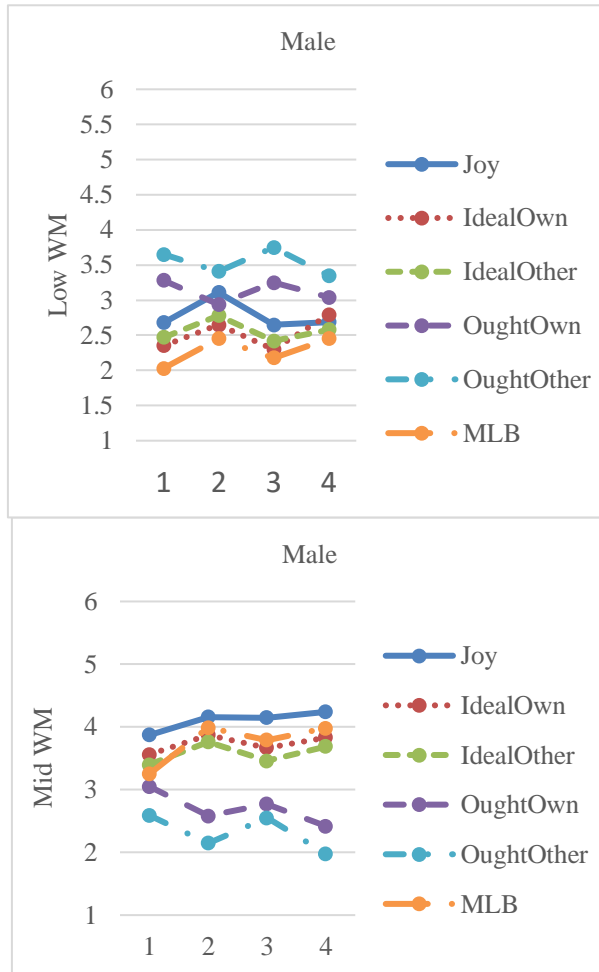 Male
6
5.5
5
4.5
4
3.5
3
2.5
2
1.5
1
Low WM
1 2 3 4
Joy
IdealOwn
IdealOther
OughtOwn
OughtOther
MLB
Male
6
5
4
3
2
1
Mid WM
1 2 3 4
Joy
IdealOwn
IdealOther
OughtOwn
OughtOther
MLB